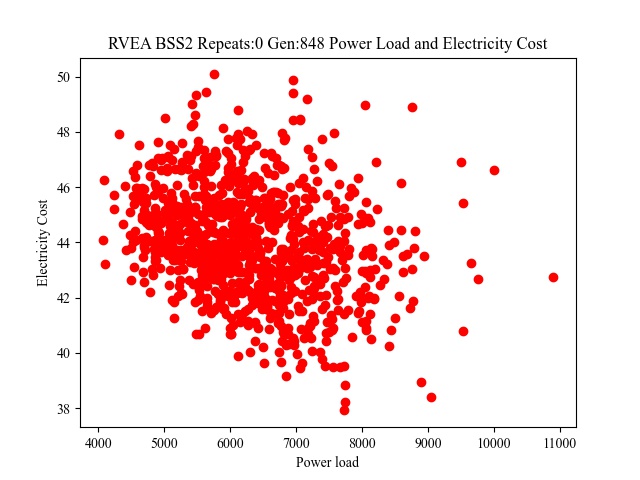 RVEA BSS2 Repeats:0 Gen:848 Power Load and Electricity Cost
50
48
46
44
42
40
38
Electricity Cost
4000 5000 6000 7000 8000 9000 10000 11000
Power load